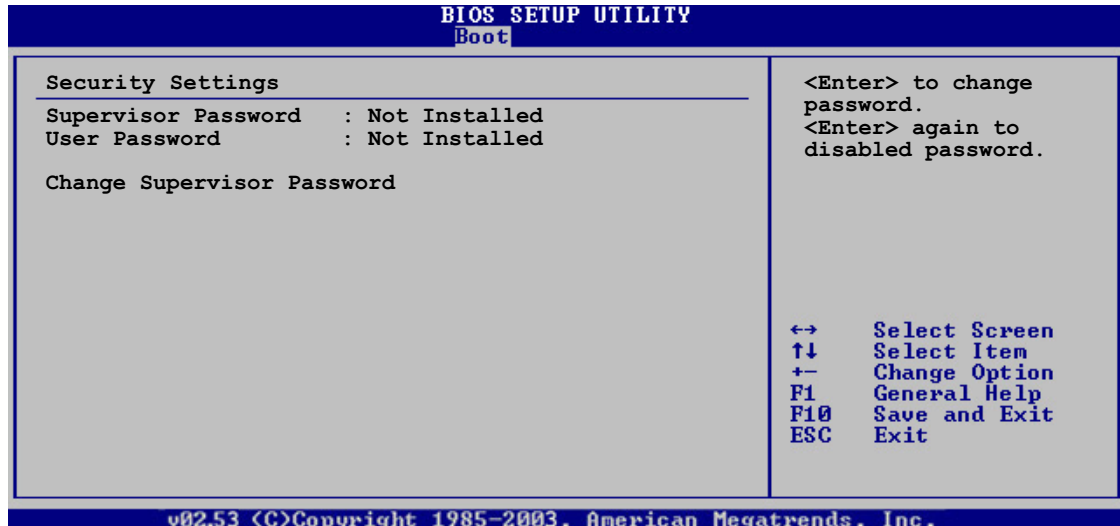 BIOS SETUP UTILITY
Boot
Security Settings
Supervisor Password : Not Installed
User Password : Not Installed
Change Supervisor Password
<Enter> to change
password.
<Enter> again to
disabled password.
←→ Select Screen
↑↓ Select Item
+- Change Option
F1 General Help
F10 Save and Exit
ESC Exit
v02.53 <C>Copyright 1985-2003, American Megatrends, Inc.